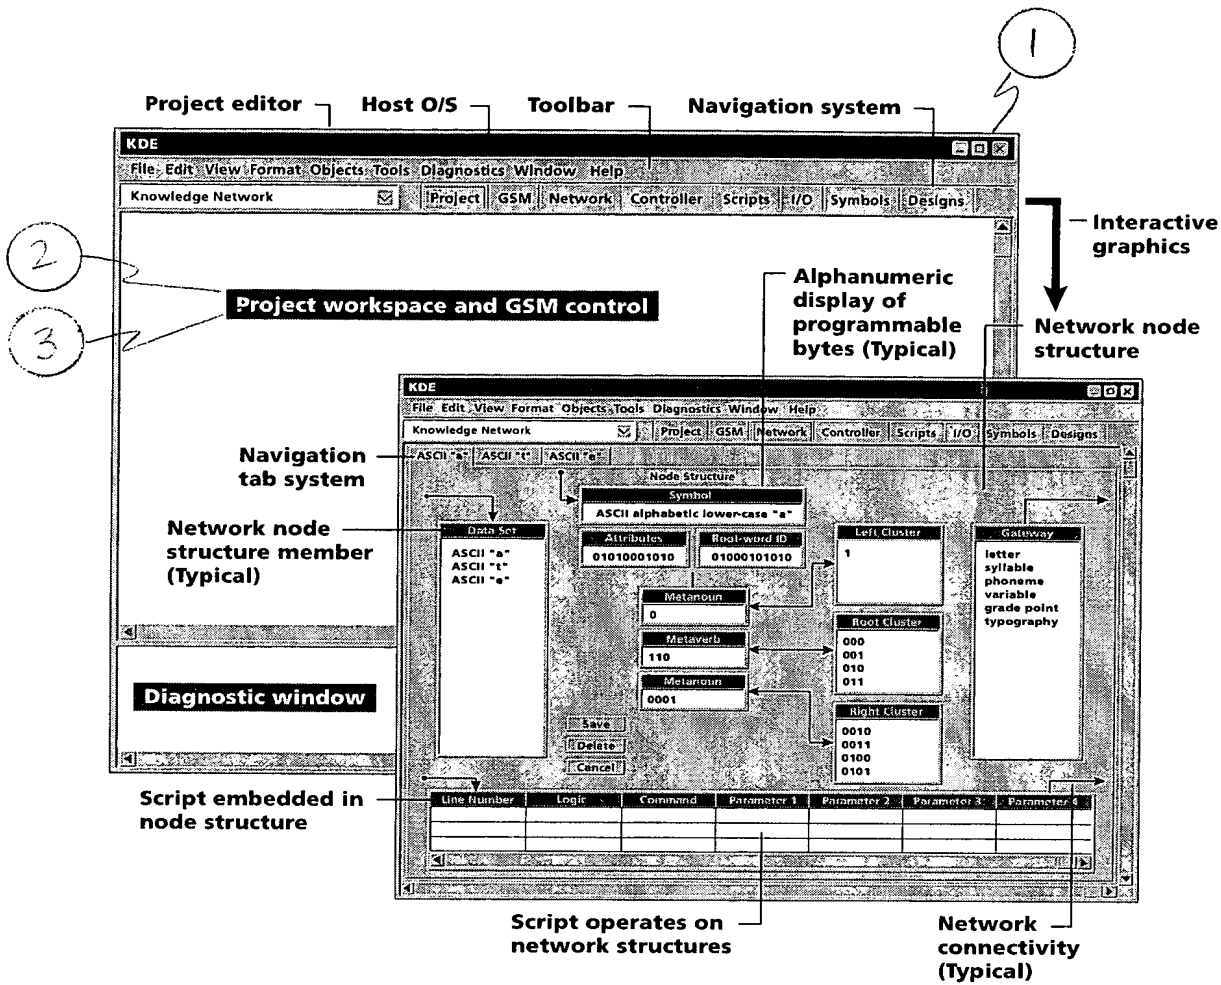 1
Project editor
Host O/S
Toolbar
Navigation system
KDE
File Edit View Format Objects Tools Diagnostics Window Help
Knowledge Network
Project GSM Network Controller Scripts I/O Symbols Designs
Interactive
graphics
2
3
Project workspace and GSM control
Alphanumeric
display of
programmable
bytes (Typical)
Network node
structure
KDE
File Edit View Format Objects Tools Diagnostics Window Help
Knowledge Network
Project GSM Network Controller Scripts I/O Symbols Designs
Navigation
tab system
ASCII "a" ASCII "t" ASCII "e"
Node Structure
Symbol
ASCII alphabetic lower-case "a"
Network node
structure member
(Typical)
Data Set
ASCII "a"
ASCII "t"
ASCII "e"
Attributes
01010001010
Root-word ID
01000101010
Left Cluster
1
Gateway
letter
syllable
phoneme
variable
grade point
typography
Metanoun
0
Metaverb
110
Metanoun
0001
Root Cluster
000
001
010
011
Right Cluster
0010
0011
0100
0101
Diagnostic window
Save
Delete
Cancel
Script embedded in
node structure
Line Number Logic Command Parameter 1 Parameter 2 Parameter 3 Parameter 4
Script operates on
network structures
Network
connectivity
(Typical)